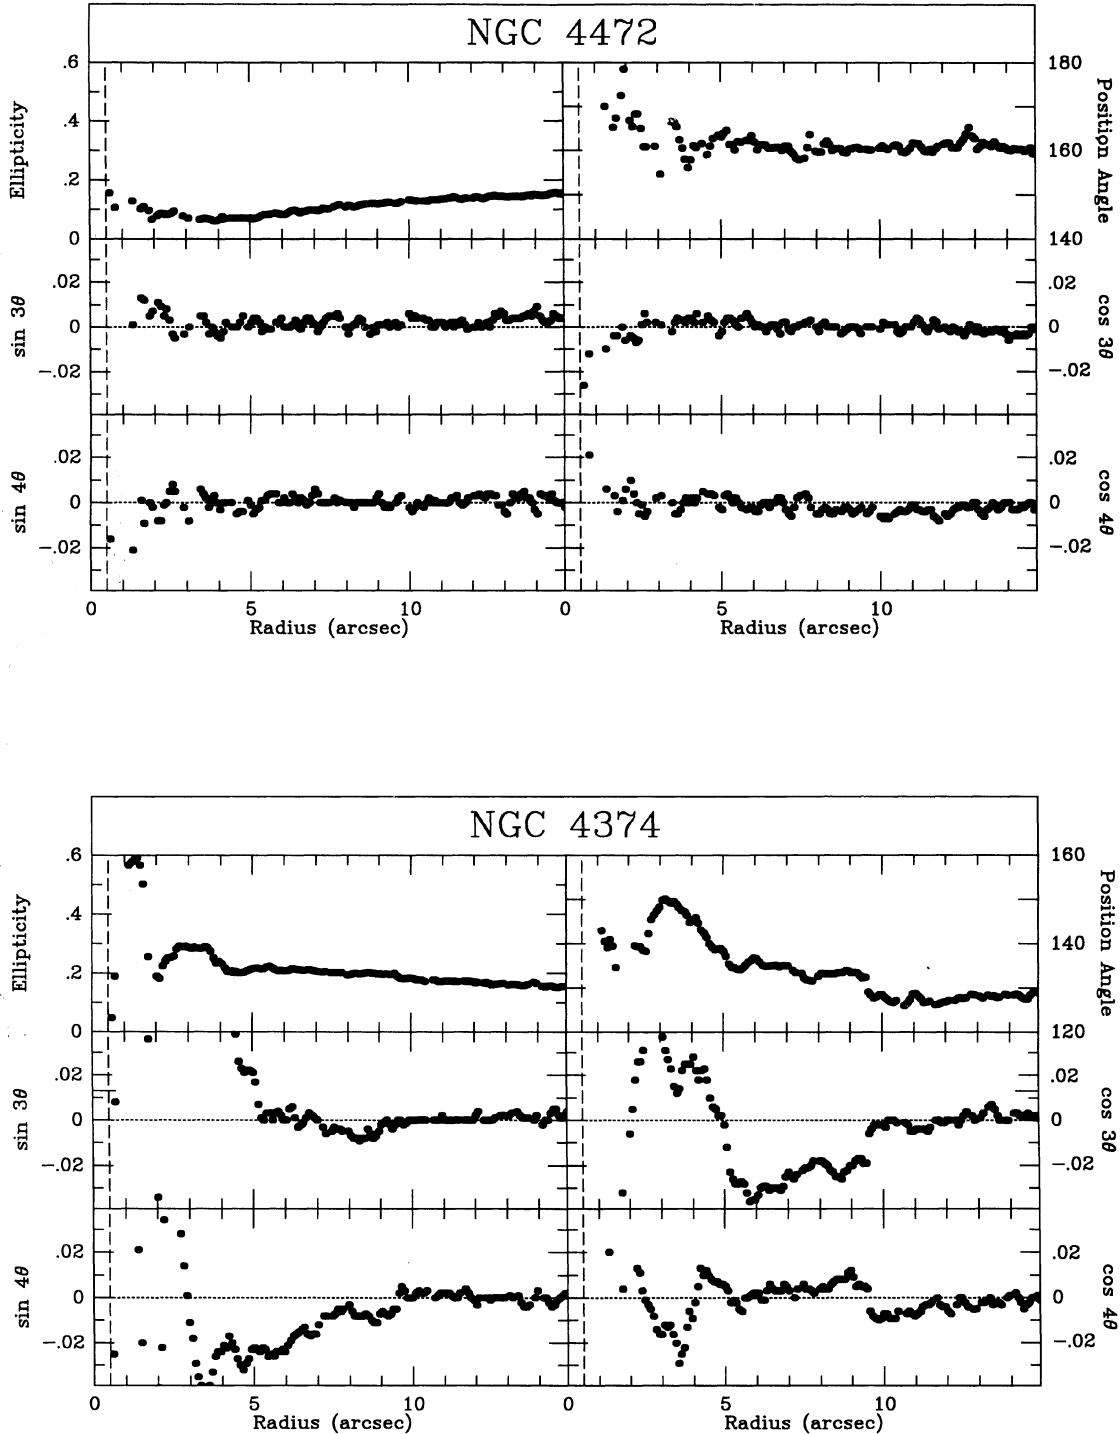 NGC 4472
.6
.4
.2
0
Ellipticity
180
160
140
Position Angle
.02
0
−.02
sin 3θ
.02
0
−.02
cos 3θ
.02
0
−.02
sin 4θ
.02
0
−.02
cos 4θ
0 5 10 0 5 10
Radius (arcsec) Radius (arcsec)
NGC 4374
.6
.4
.2
0
Ellipticity
160
140
120
Position Angle
.02
0
−.02
sin 3θ
.02
0
−.02
cos 3θ
.02
0
−.02
sin 4θ
.02
0
−.02
cos 4θ
0 5 10 0 5 10
Radius (arcsec) Radius (arcsec)